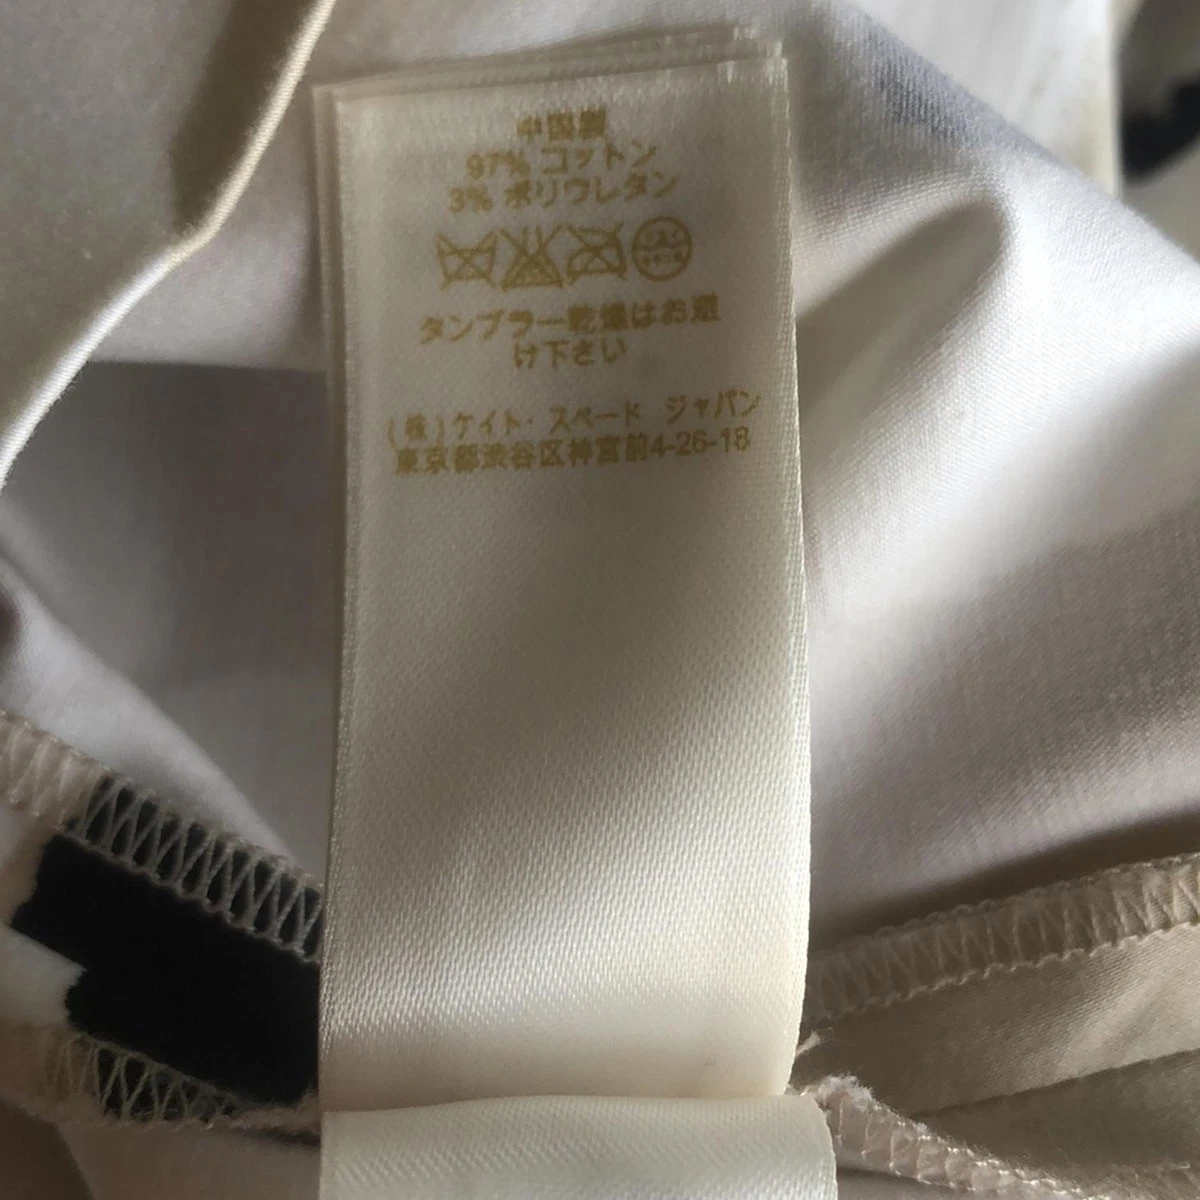 中国製
97% コットン
3% ポリウレタン
タンブラー乾燥はお避
け下さい
(株)ケイト・スペード ジャパン
東京都渋谷区神宮前4-26-18